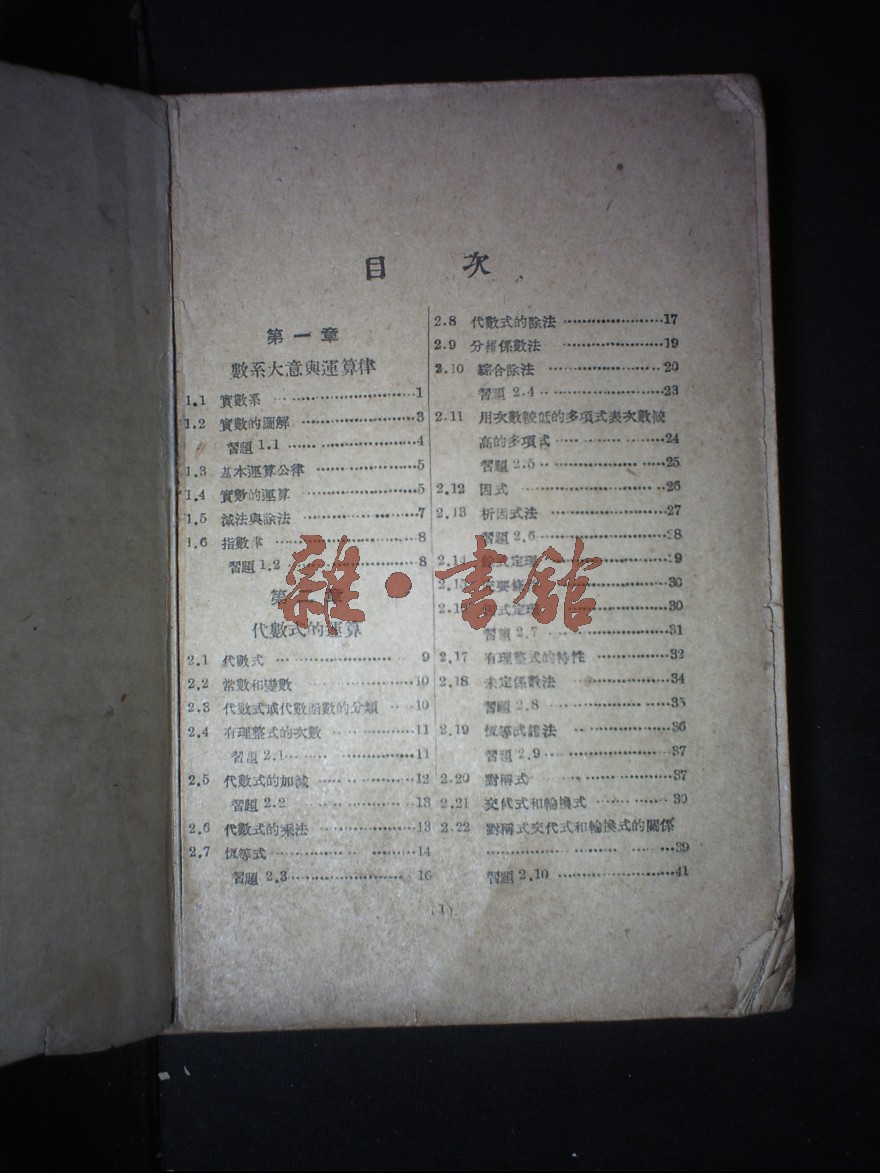 目 次
第一章
數系大意與運算律
1.1 實數系 1
1.2 實數的圖解 3
習題 1.1 4
1.3 基本運算公律 5
1.4 實數的運算 5
1.5 減法與除法 7
1.6 指數律 8
習題 1.2 8
第二章
代數式的運算
2.1 代數式 9
2.2 常數和變數 10
2.3 代數式或代數函數的分類 10
2.4 有理整式的次數 11
習題 2.1 11
2.5 代數式的加減 12
習題 2.2 13
2.6 代數式的乘法 13
2.7 恆等式 14
習題 2.3 16
2.8 代數式的除法 17
2.9 分離係數法 19
2.10 綜合除法 20
習題 2.4 23
2.11 用次數較低的多項式表次數較
高的多項式 24
習題 2.5 25
2.12 因式 26
2.13 析因式法 27
習題 2.6 28
2.14 式定理 29
2.15 30
式定理 30
習題 2.7 31
2.17 有理整式的特性 32
2.18 未定係數法 34
習題 2.8 35
2.19 恆等式證法 36
習題 2.9 37
2.20 對稱式 37
2.21 交代式和輪換式 39
2.22 對稱式交代式和輪換式的關係
39
習題 2.10 41
(1)
雜·書館